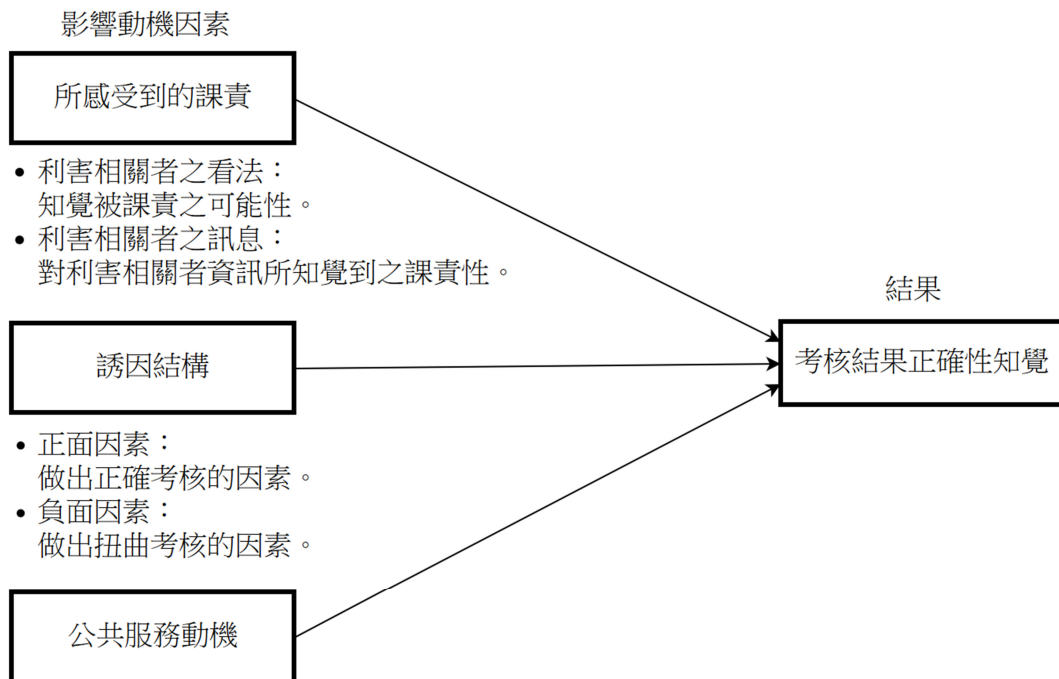 影響動機因素
所感受到的課責
• 利害相關者之看法：
知覺被課責之可能性。
• 利害相關者之訊息：
對利害相關者資訊所知覺到之課責性。
誘因結構
• 正面因素：
做出正確考核的因素。
• 負面因素：
做出扭曲考核的因素。
公共服務動機
結果
考核結果正確性知覺